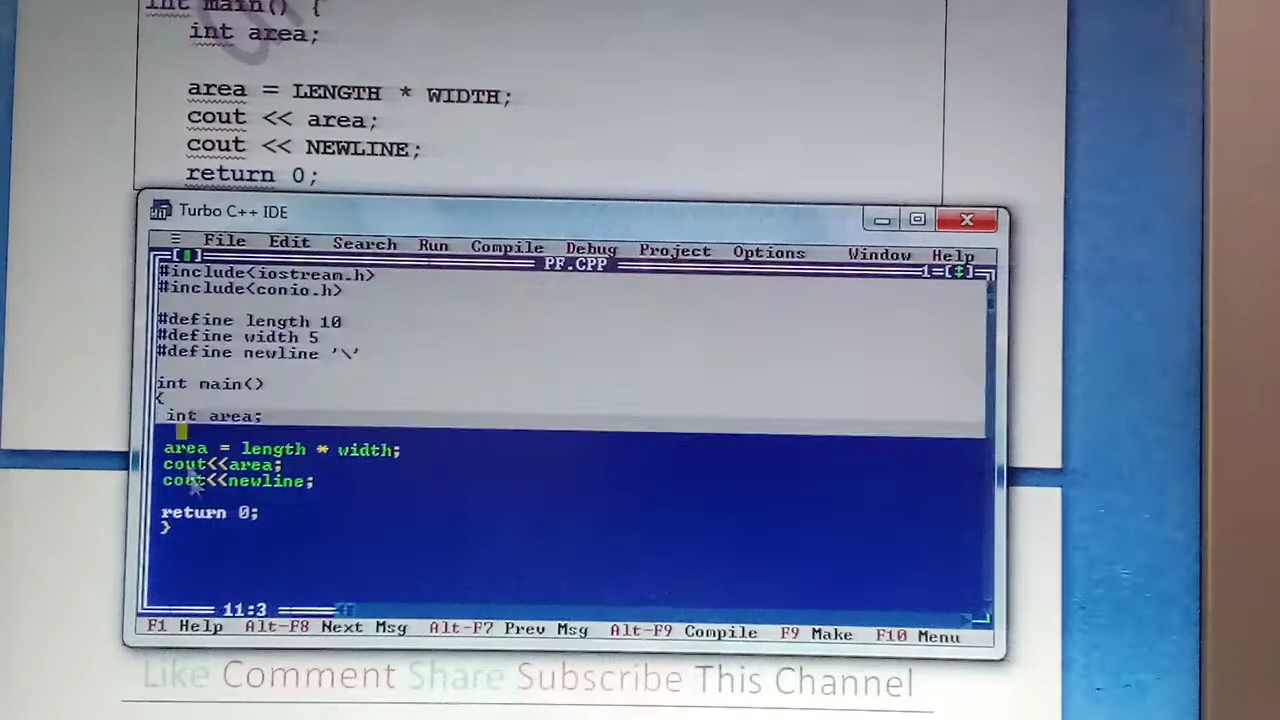 int main() {
int area;
area = LENGTH * WIDTH;
cout << area;
cout << NEWLINE;
return 0;
Turbo C++ IDE
≡ File Edit Search Run Compile Debug Project Options Window Help
PF.CPP 1=[↕]
#include<iostream.h>
#include<conio.h>
#define length 10
#define width 5
#define newline '\'
int main()
{
int area;
area = length * width;
cout<<area;
cout<<newline;
return 0;
}
11:3
F1 Help Alt-F8 Next Msg Alt-F7 Prev Msg Alt-F9 Compile F9 Make F10 Menu
Like Comment Share Subscribe This Channel